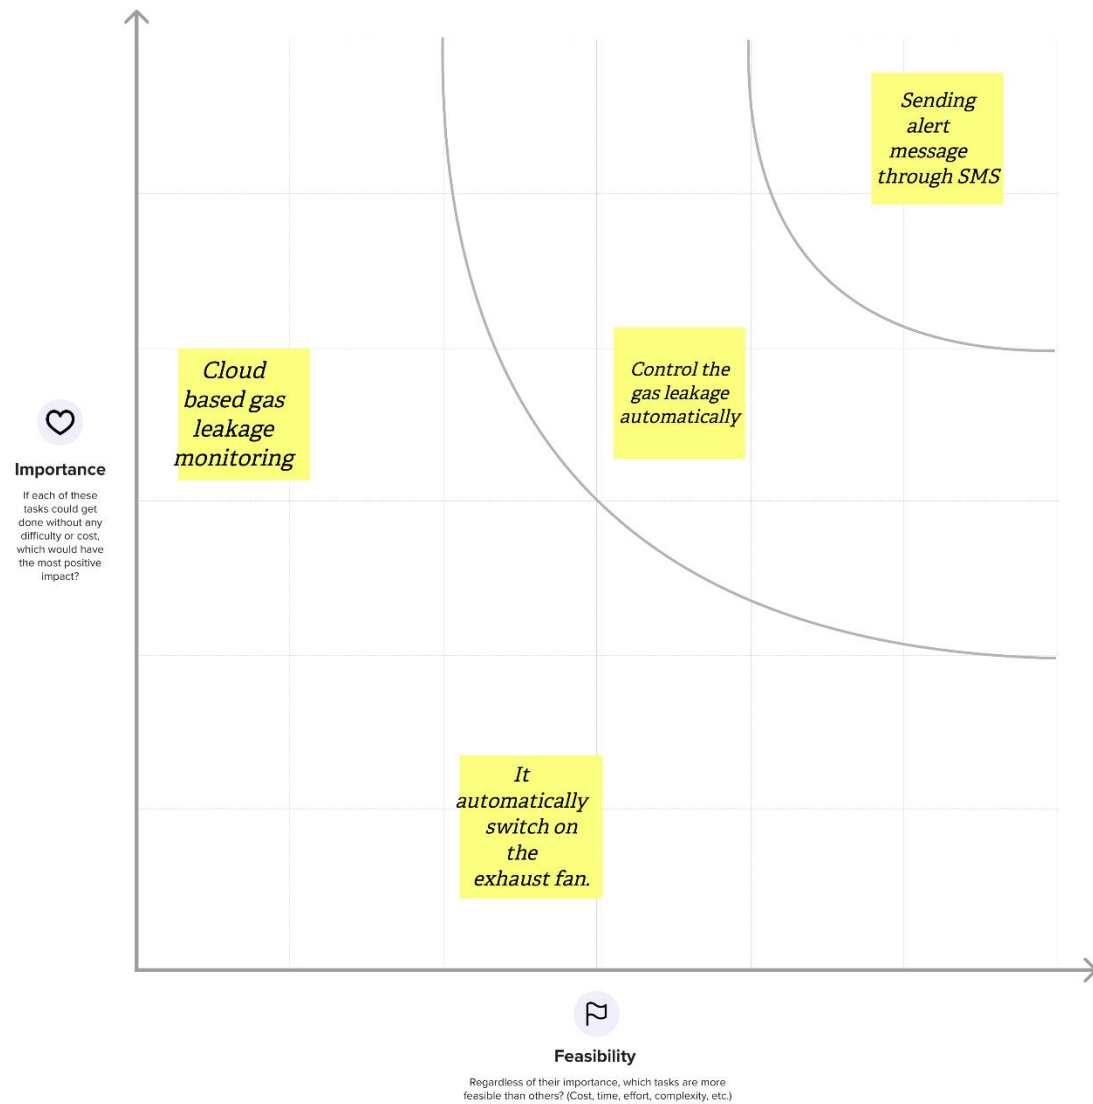 Sending
alert
message
through SMS
Control the
gas leakage
automatically
Cloud
based gas
leakage
monitoring
Importance
If each of these
tasks could get
done without any
difficulty or cost,
which would have
the most positive
impact?
It
automatically
switch on
the
exhaust fan.
Feasibility
Regardless of their importance, which tasks are more
feasible than others? (Cost, time, effort, complexity, etc.)